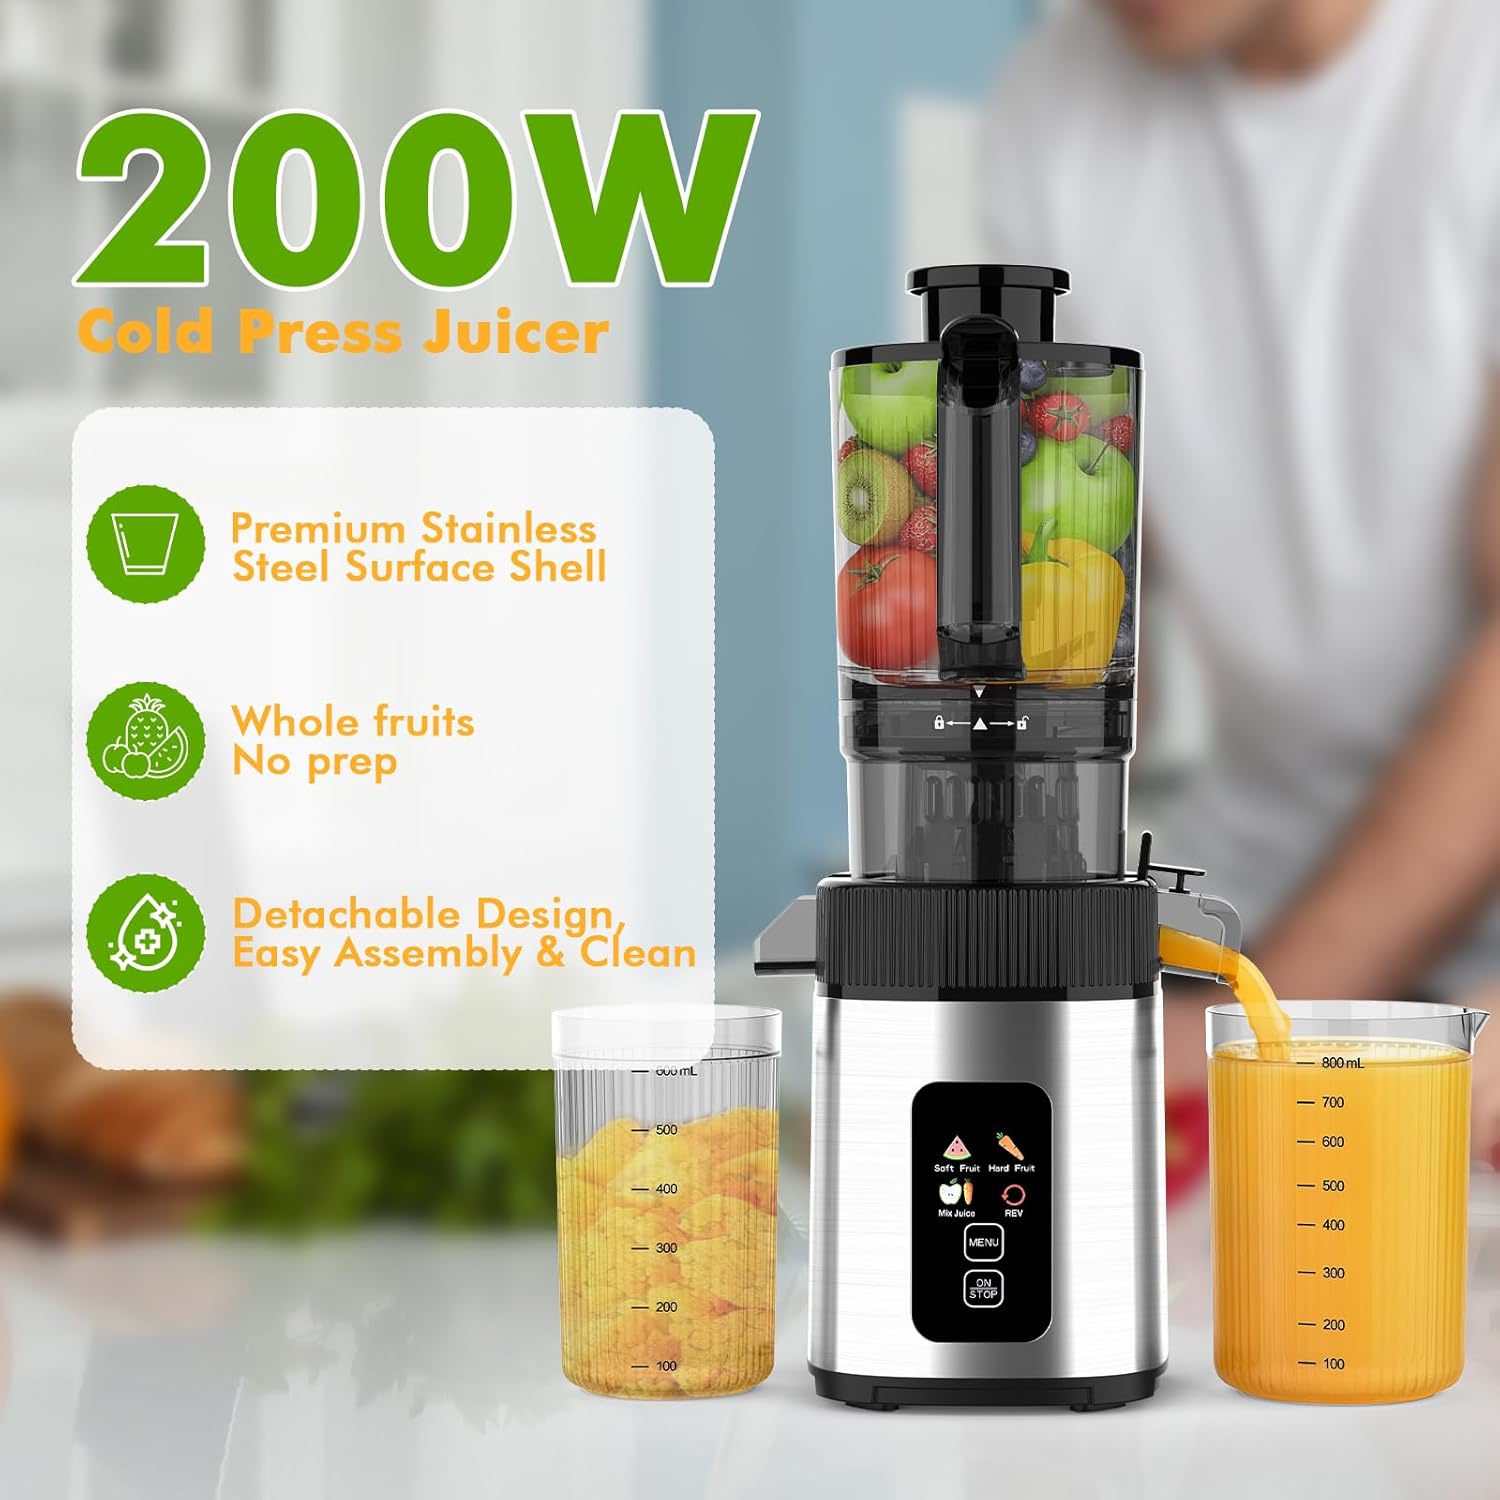 200W
Cold Press Juicer
Premium Stainless
Steel Surface Shell
Whole fruits
No prep
Detachable Design,
Easy Assembly & Clean
600mL
500
400
300
200
100
Soft Fruit
Hard Fruit
Mix Juice
REV
MENU
ON
STOP
800mL
700
600
500
400
300
200
100